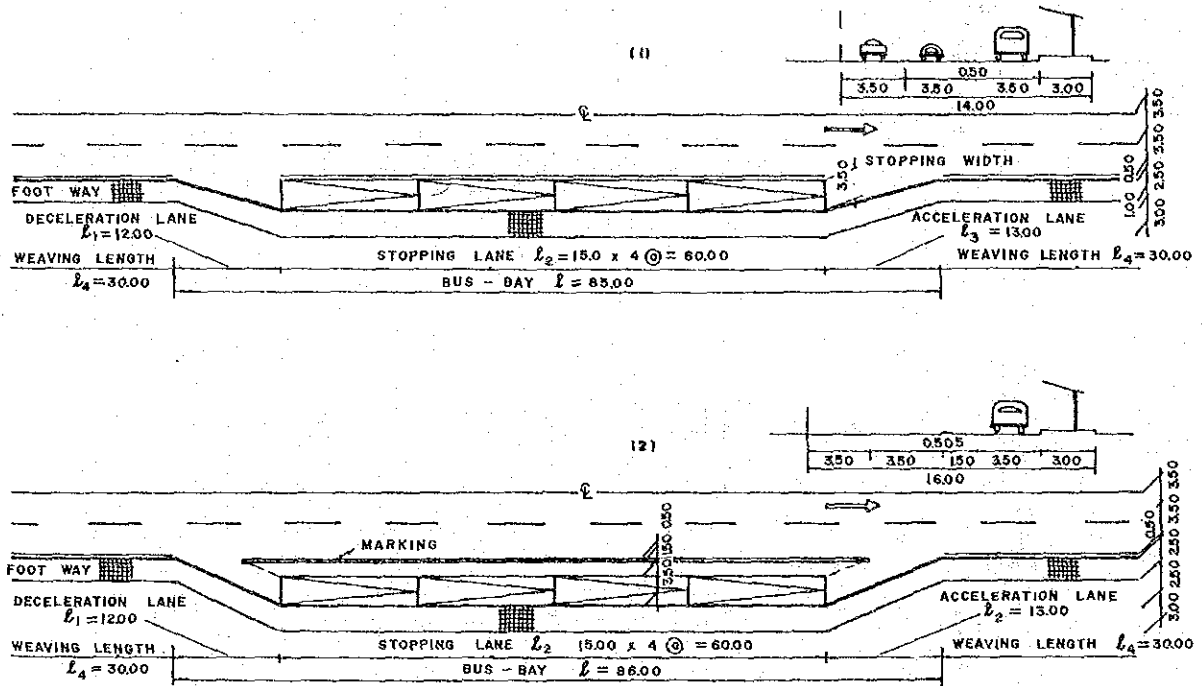 (1)
0.50
3.50 3.50 3.50 3.00
14.00
℄
3.50
3.50
0.50
2.50
1.00
3.00
3.50 STOPPING WIDTH
FOOT WAY
DECELERATION LANE
ℓ1=12.00
ACCELERATION LANE
ℓ3=13.00
WEAVING LENGTH
ℓ4=30.00
STOPPING LANE ℓ2=15.0 x 4 @ = 60.00
WEAVING LENGTH ℓ4=30.00
BUS-BAY ℓ = 85.00
(2)
0.505
3.50 3.50 1.50 3.50 3.00
16.00
℄
3.50
3.50
0.50
2.50
2.50
3.00
MARKING
0.50
1.50
3.50
FOOT WAY
DECELERATION LANE
ℓ1=12.00
ACCELERATION LANE
ℓ2=13.00
WEAVING LENGTH
ℓ4=30.00
STOPPING LANE ℓ2 15.00 x 4 @ = 60.00
WEAVING LENGTH ℓ4=30.00
BUS-BAY ℓ = 86.00